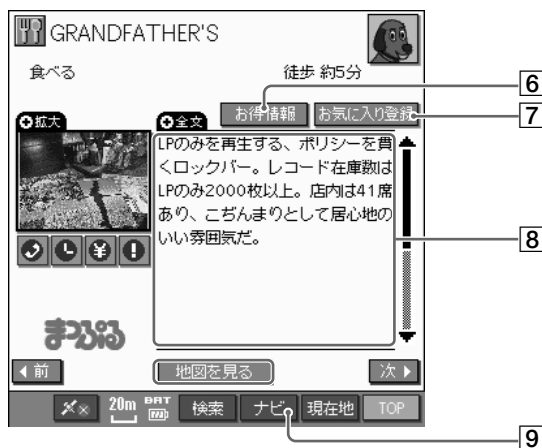 GRANDFATHER'S
食べる
徒歩 約5分
お得情報
お気に入り登録
拡大
全文
LPのみを再生する、ポリシーを貫
くロックバー。レコード在庫数は
LPのみ2000枚以上。店内は41席
あり、こぢんまりとして居心地の
いい雰囲気だ。
まっぷる
前
地図を見る
次
20m
BAT
検索
ナビ
現在地
TOP
6
7
8
9